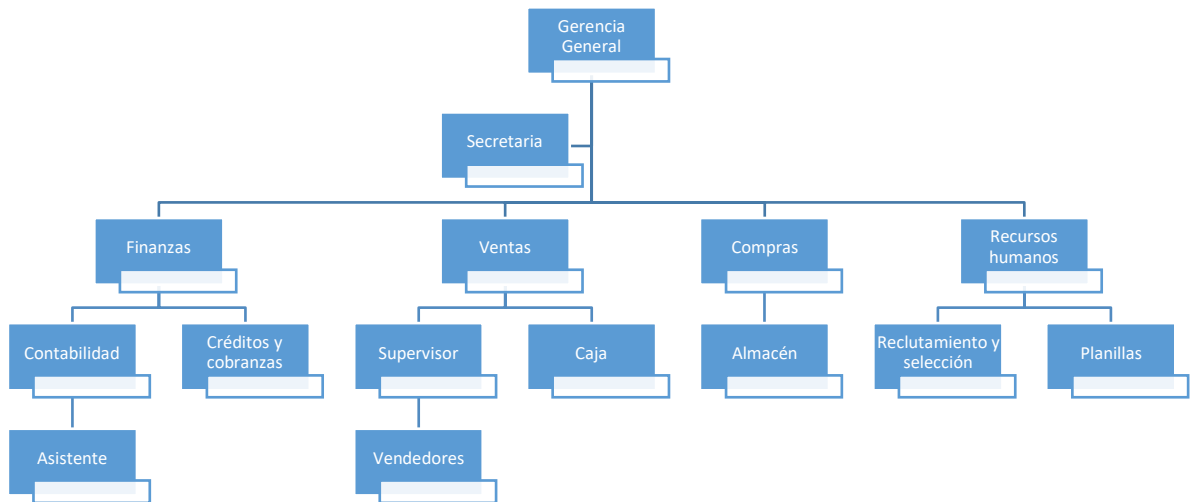 Gerencia
General
Secretaria
Finanzas
Ventas
Compras
Recursos
humanos
Contabilidad
Créditos y
cobranzas
Supervisor
Caja
Almacén
Reclutamiento y
selección
Planillas
Asistente
Vendedores